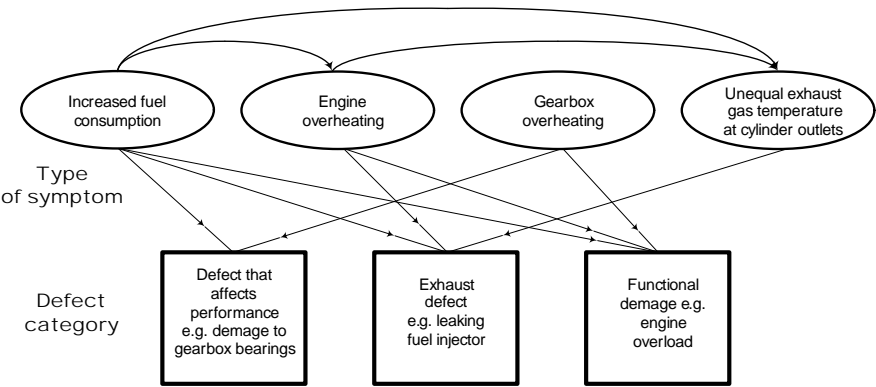 Increased fuel
consumption
Engine
overheating
Gearbox
overheating
Unequal exhaust
gas temperature
at cylinder outlets
Type
of symptom
Defect
category
Defect that
affects
performance
e.g. damage to
gearbox bearings
Exhaust
defect
e.g. leaking
fuel injector
Functional
damage e.g.
engine
overload